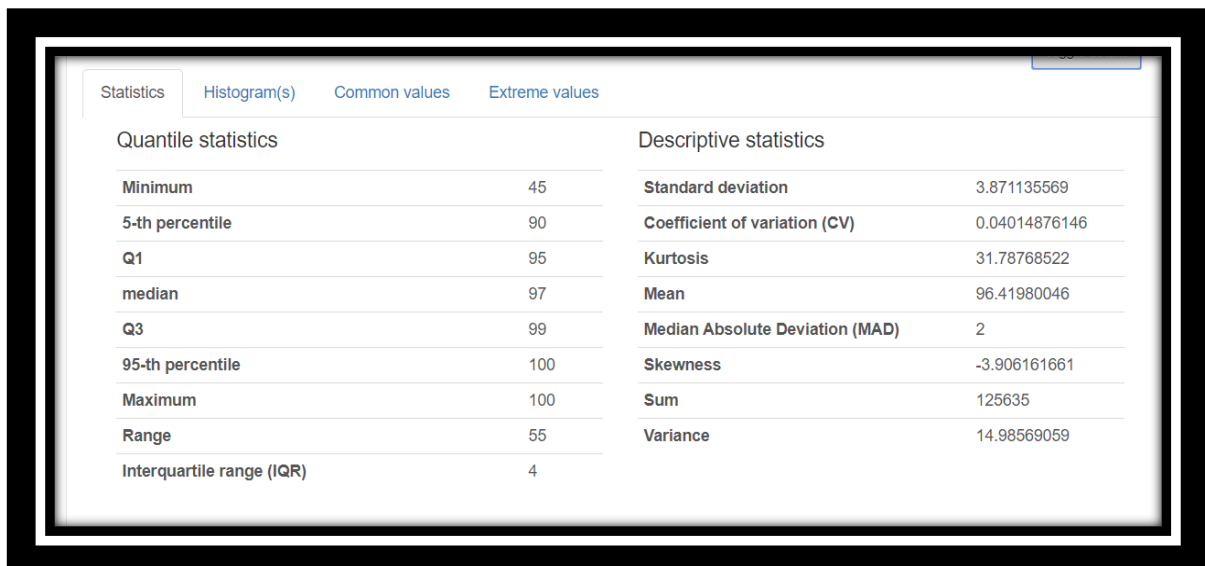 Statistics Histogram(s) Common values Extreme values
Quantile statistics
Minimum 45
5-th percentile 90
Q1 95
median 97
Q3 99
95-th percentile 100
Maximum 100
Range 55
Interquartile range (IQR) 4
Descriptive statistics
Standard deviation 3.871135569
Coefficient of variation (CV) 0.04014876146
Kurtosis 31.78768522
Mean 96.41980046
Median Absolute Deviation (MAD) 2
Skewness -3.906161661
Sum 125635
Variance 14.98569059